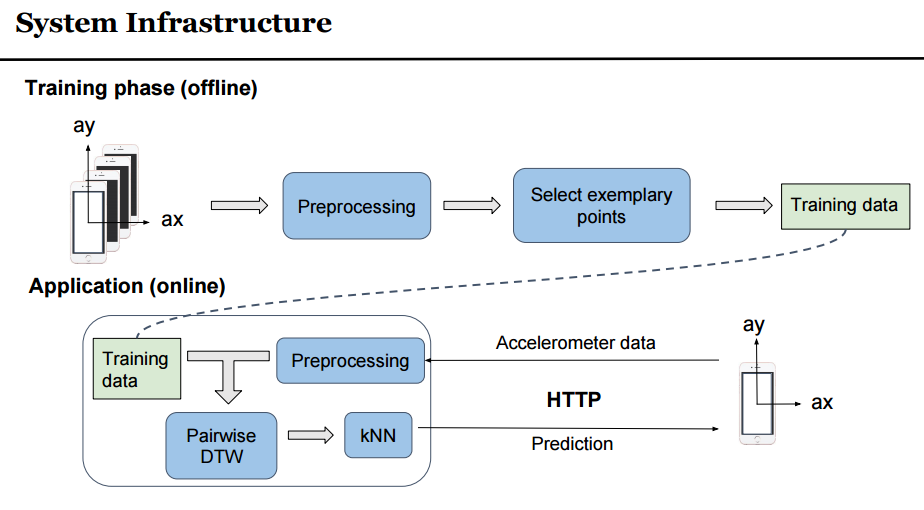 System Infrastructure
Training phase (offline)
ay
ax
Preprocessing
Select exemplary
points
Training data
Application (online)
Training
data
Preprocessing
Accelerometer data
ay
ax
HTTP
Pairwise
DTW
kNN
Prediction